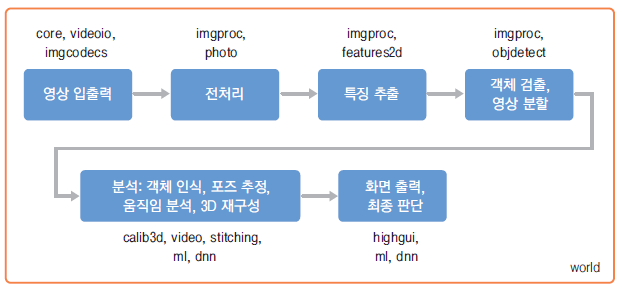 core, videoio,
imgcodecs
영상 입출력
imgproc,
photo
전처리
imgproc,
features2d
특징 추출
imgproc,
objdetect
객체 검출,
영상 분할
분석: 객체 인식, 포즈 추정,
움직임 분석, 3D 재구성
calib3d, video, stitching,
ml, dnn
화면 출력,
최종 판단
highgui,
ml, dnn
world